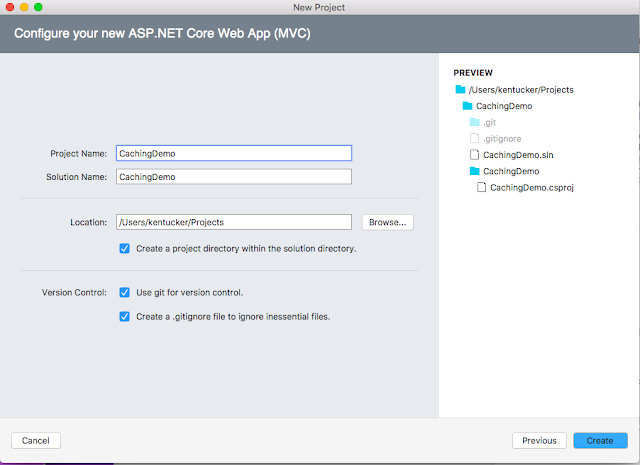 New Project
Configure your new ASP.NET Core Web App (MVC)
Project Name: CachingDemo
Solution Name: CachingDemo
Location: /Users/kentucker/Projects Browse...
Create a project directory within the solution directory.
Version Control: Use git for version control.
Create a .gitignore file to ignore inessential files.
PREVIEW
/Users/kentucker/Projects
CachingDemo
.git
.gitignore
CachingDemo.sln
CachingDemo
CachingDemo.csproj
Cancel Previous Create